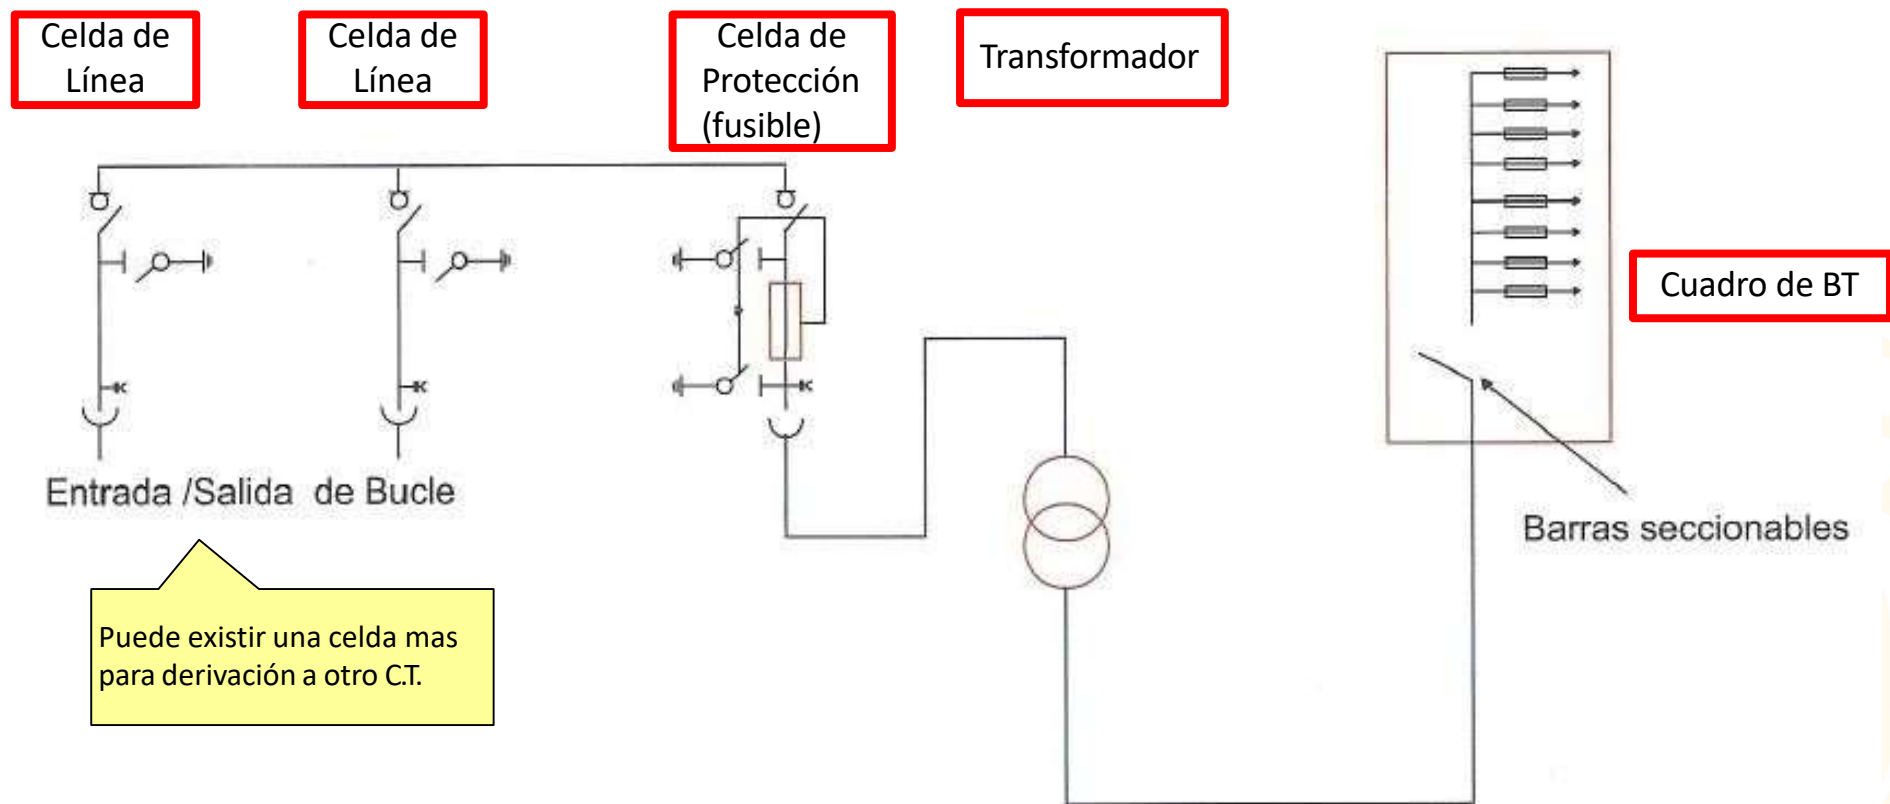 Celda de
Línea
Celda de
Línea
Celda de
Protección
(fusible)
Transformador
Cuadro de BT
Entrada /Salida de Bucle
Barras seccionables
Puede existir una celda mas
para derivación a otro C.T.